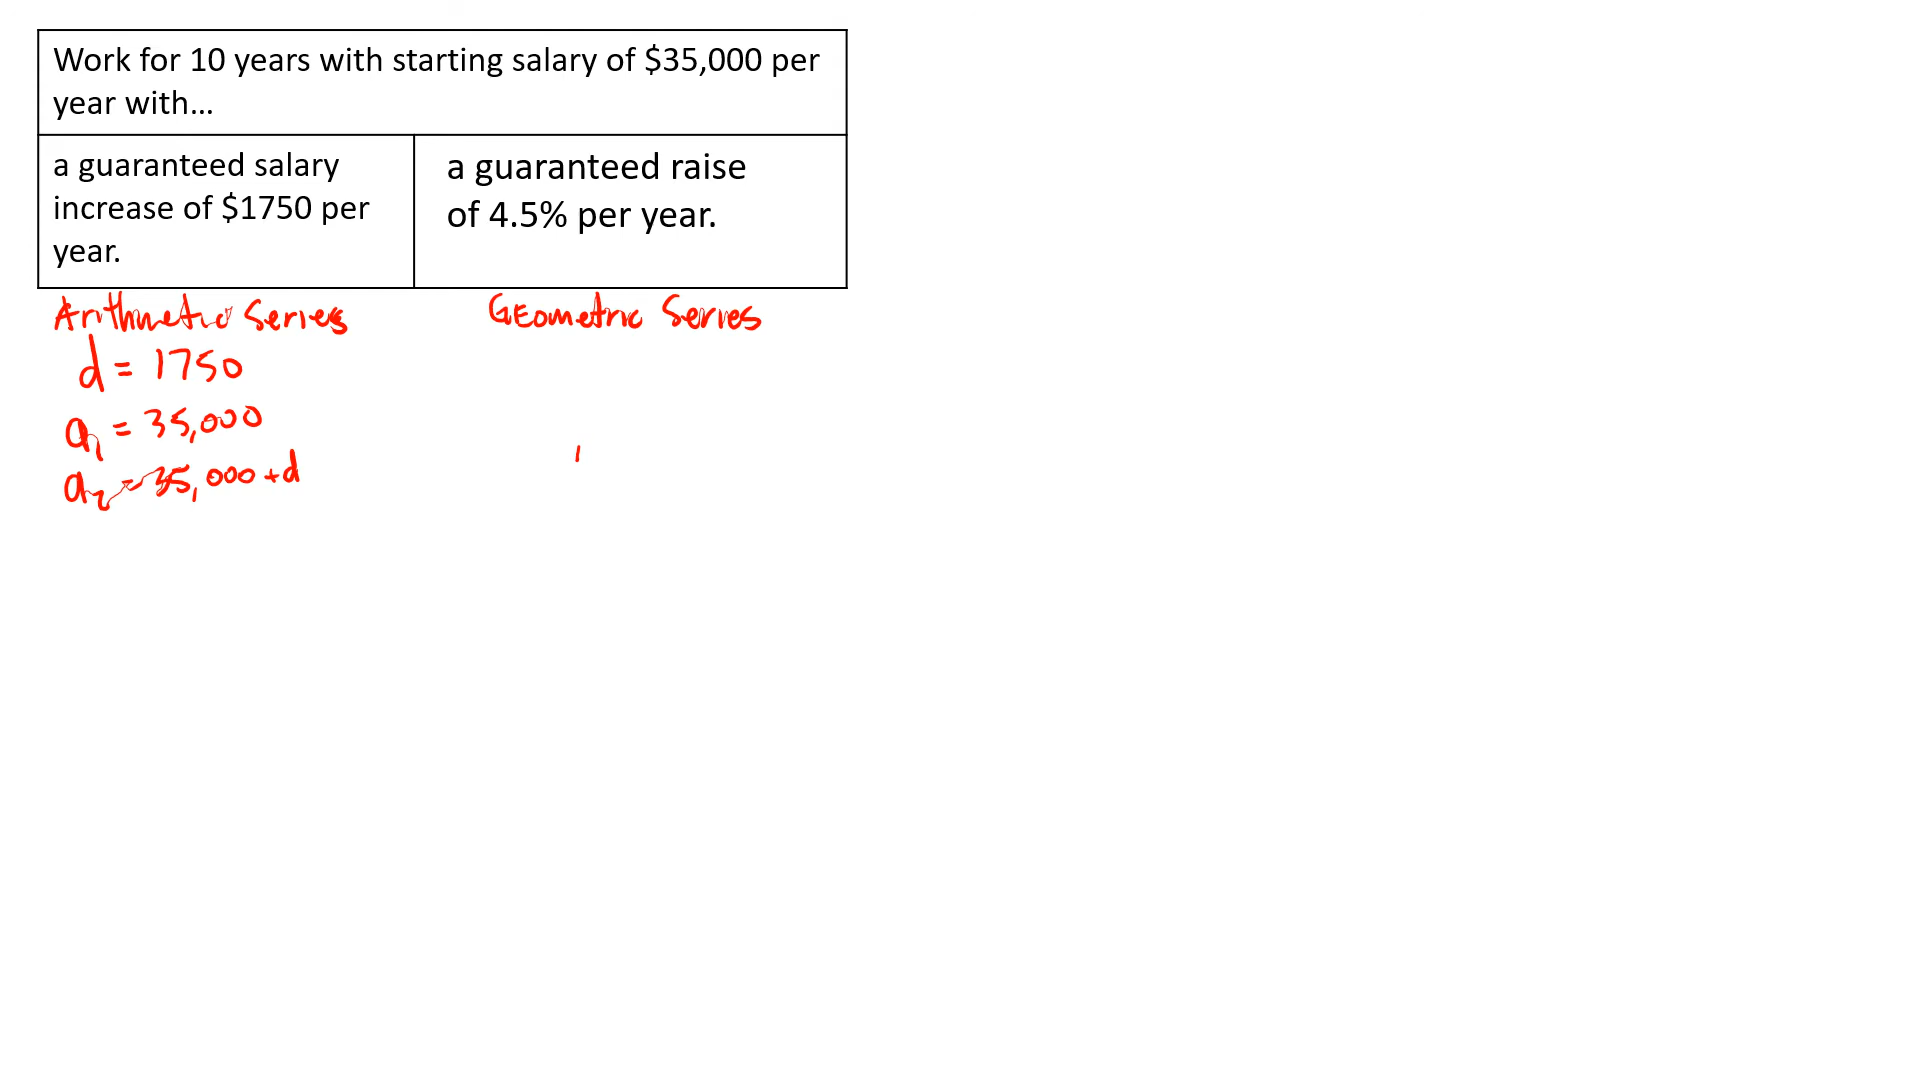 Work for 10 years with starting salary of $35,000 per
year with...
a guaranteed salary
increase of $1750 per
year.
a guaranteed raise
of 4.5% per year.
Arithmetic Series
Geometric Series
d = 1750
a₁ = 35,000
a₂ = 35,000 + d